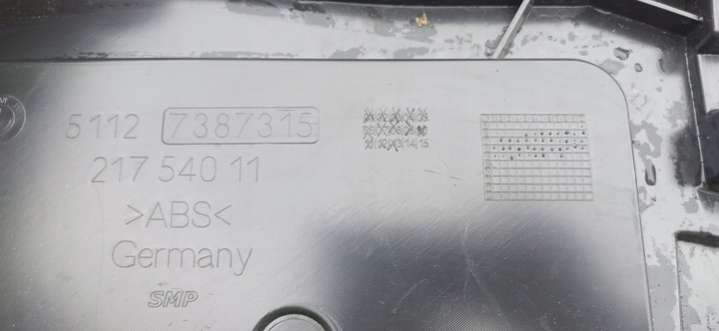 5112 7387315
217 540 11
>ABS<
Germany
SMP